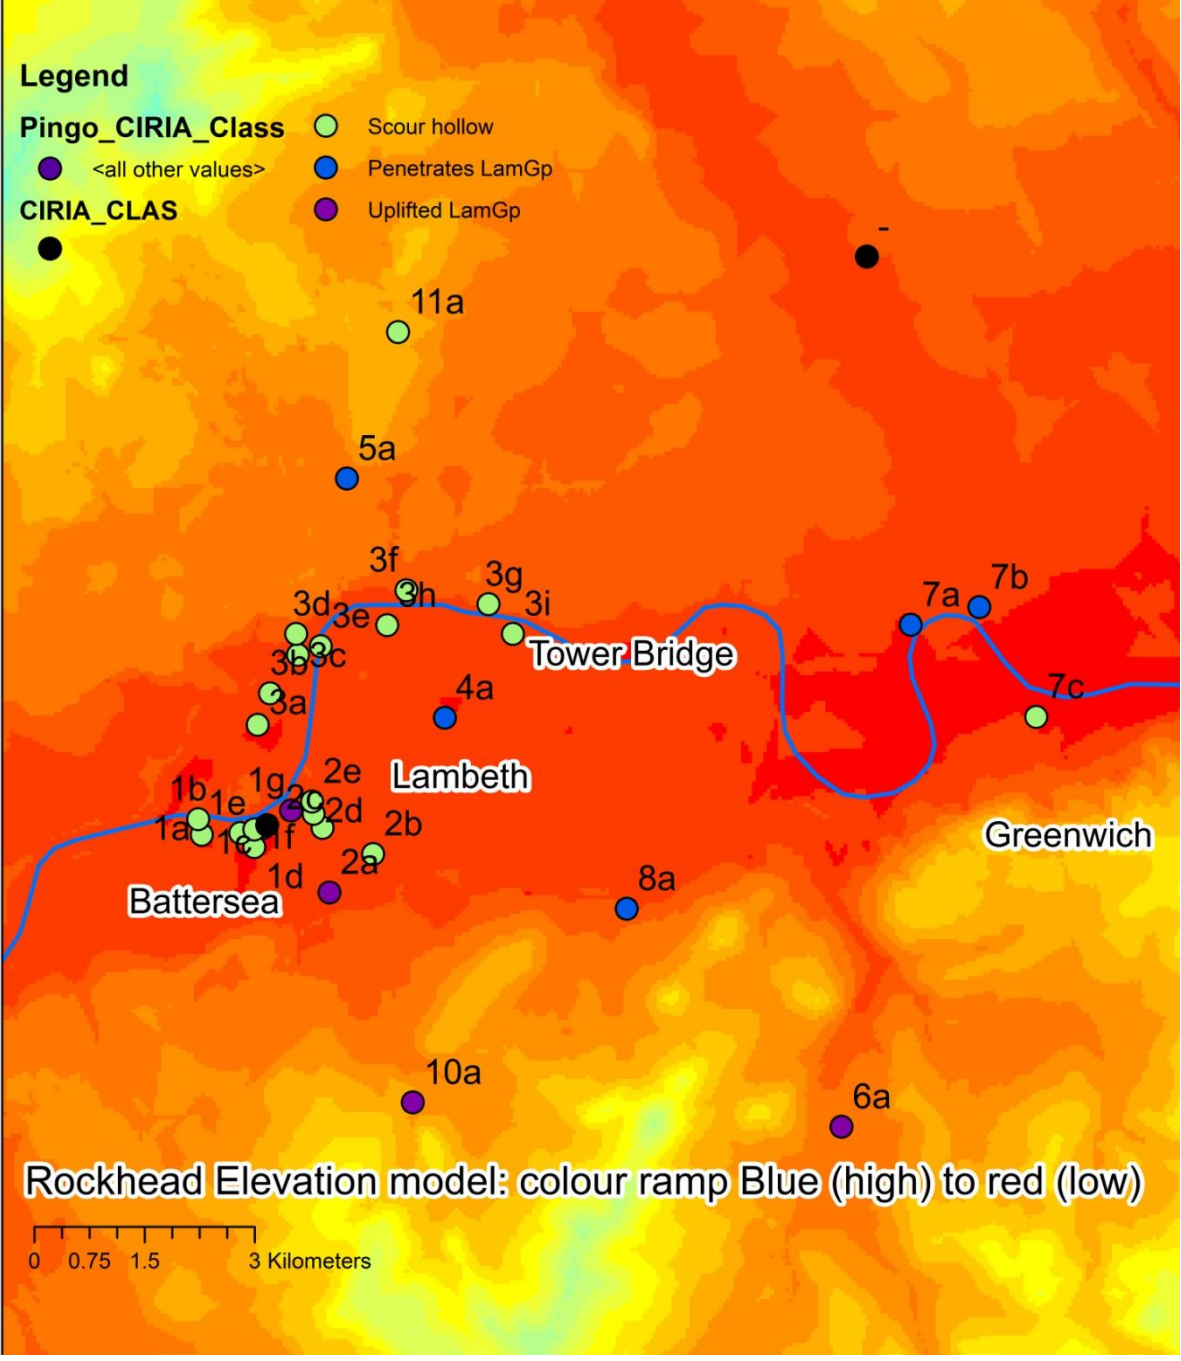 Legend
Pingo_CIRIA_Class
<all other values>
CIRIA_CLAS
Scour hollow
Penetrates LamGp
Uplifted LamGp
-
11a
5a
3f
3h
3g
3i
3d
3e
3b
3c
3a
7a
7b
7c
Tower Bridge
4a
Lambeth
1g
2e
1b
1e
2c
2d
1a
1c
1f
2b
Greenwich
2a
1d
8a
Battersea
10a
6a
Rockhead Elevation model: colour ramp Blue (high) to red (low)
0 0.75 1.5 3 Kilometers